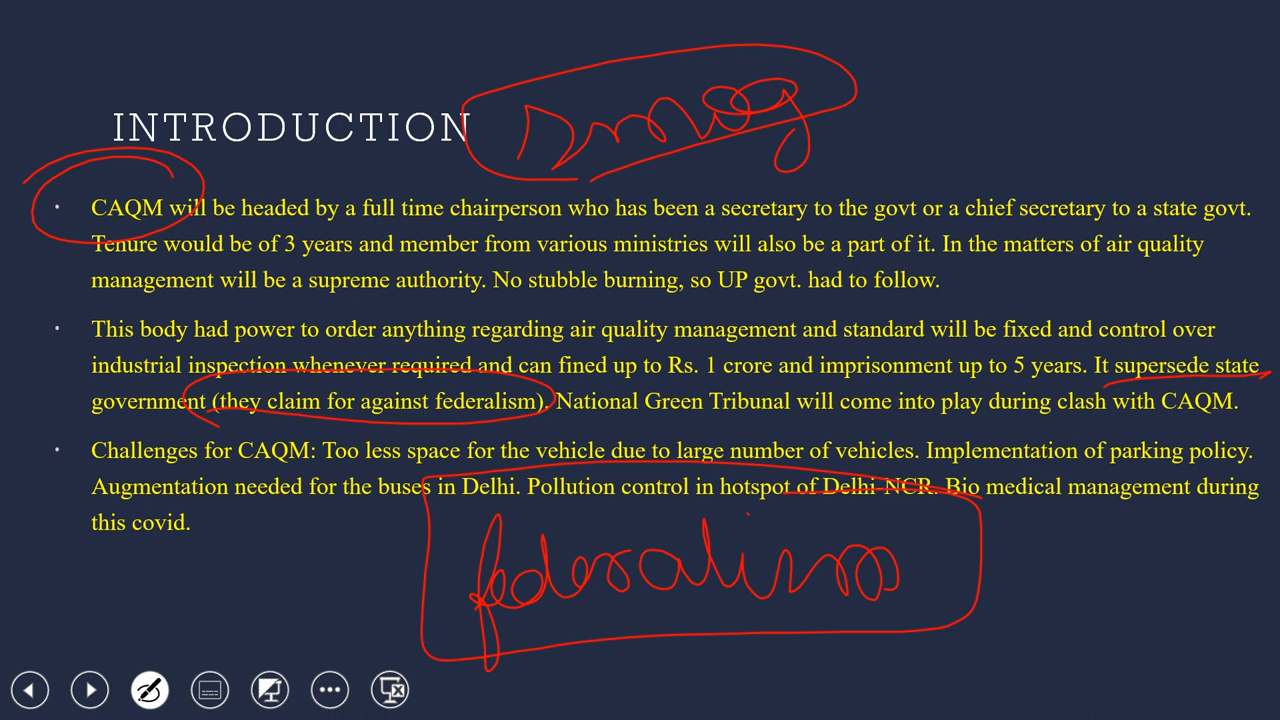 INTRODUCTION
Smog
CAQM will be headed by a full time chairperson who has been a secretary to the govt or a chief secretary to a state govt.
Tenure would be of 3 years and member from various ministries will also be a part of it. In the matters of air quality
management will be a supreme authority. No stubble burning, so UP govt. had to follow.
This body had power to order anything regarding air quality management and standard will be fixed and control over
industrial inspection whenever required and can fined up to Rs. 1 crore and imprisonment up to 5 years. It supersede state
government (they claim for against federalism). National Green Tribunal will come into play during clash with CAQM.
Challenges for CAQM: Too less space for the vehicle due to large number of vehicles. Implementation of parking policy.
Augmentation needed for the buses in Delhi. Pollution control in hotspot of Delhi-NCR. Bio medical management during
this covid.
federalism